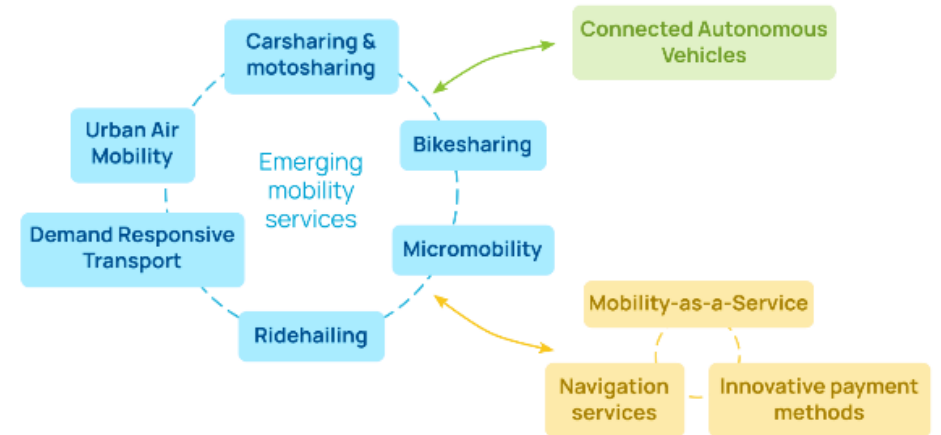 Carsharing &
motosharing
Connected Autonomous
Vehicles
Urban Air
Mobility
Bikesharing
Emerging
mobility
services
Demand Responsive
Transport
Micromobility
Ridehailing
Mobility-as-a-Service
Navigation
services
Innovative payment
methods